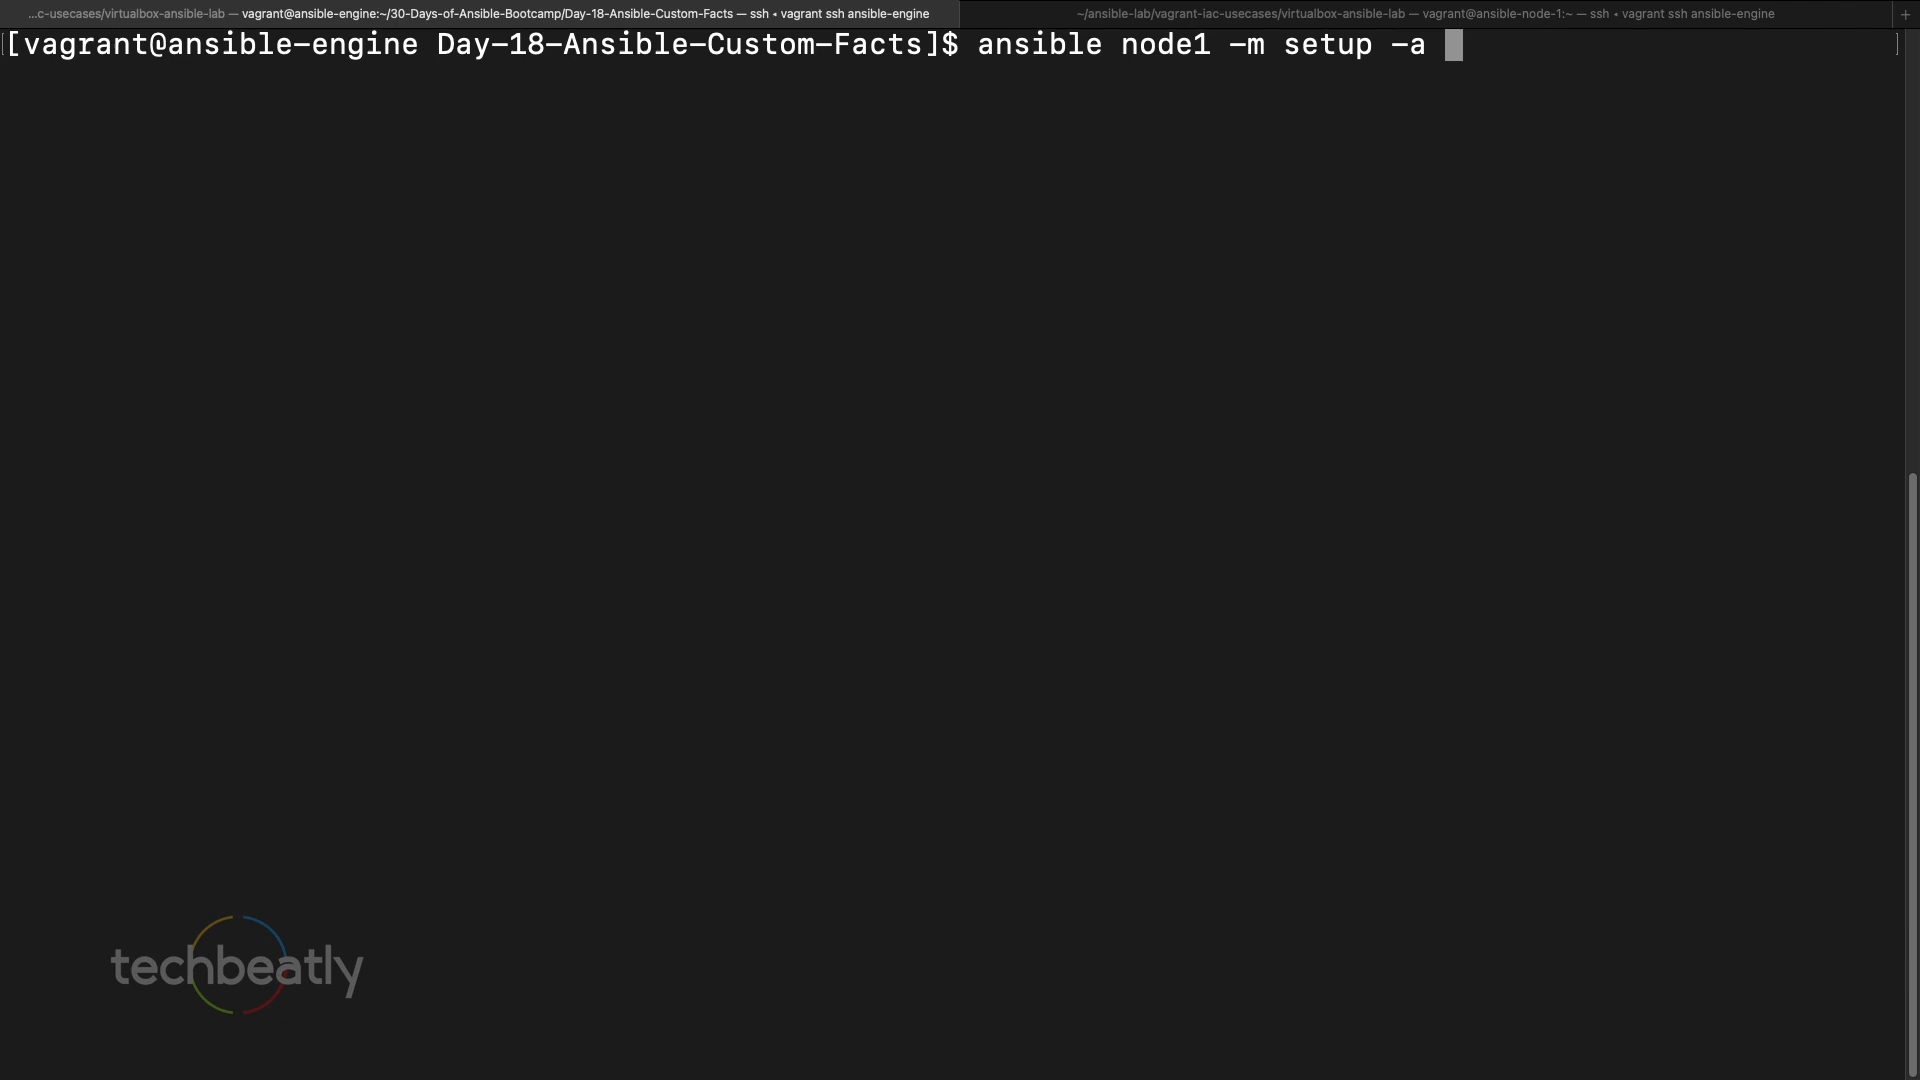 ...c-usecases/virtualbox-ansible-lab — vagrant@ansible-engine:~/30-Days-of-Ansible-Bootcamp/Day-18-Ansible-Custom-Facts — ssh ◂ vagrant ssh ansible-engine
~/ansible-lab/vagrant-iac-usecases/virtualbox-ansible-lab — vagrant@ansible-node-1:~ — ssh ◂ vagrant ssh ansible-engine
+
[vagrant@ansible-engine Day-18-Ansible-Custom-Facts]$ ansible node1 -m setup -a
techbeatly